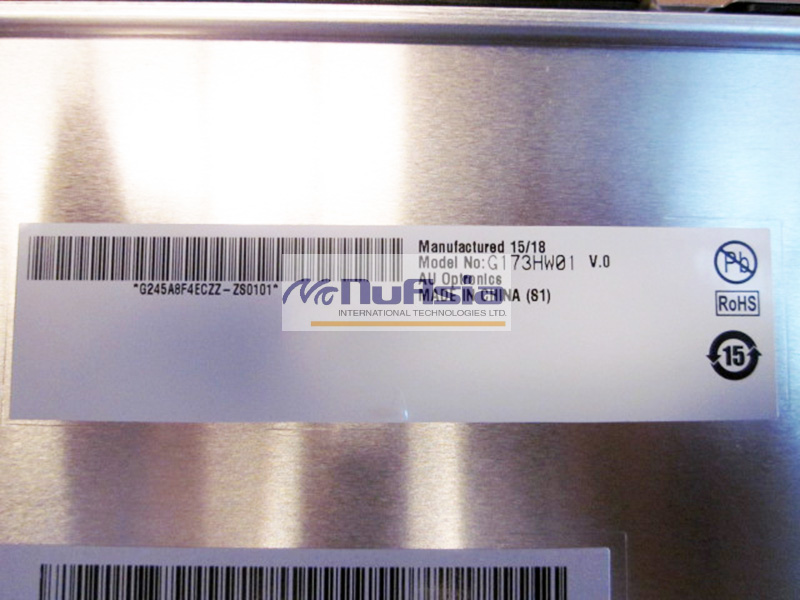 Manufactured 15/18
Model No:G173HW01 V.0
AU Optronics
MADE IN CHINA (S1)
*G245A8F4ECZZ-ZS0101*
Pb
RoHS
15
NuAsia
INTERNATIONAL TECHNOLOGIES LTD.